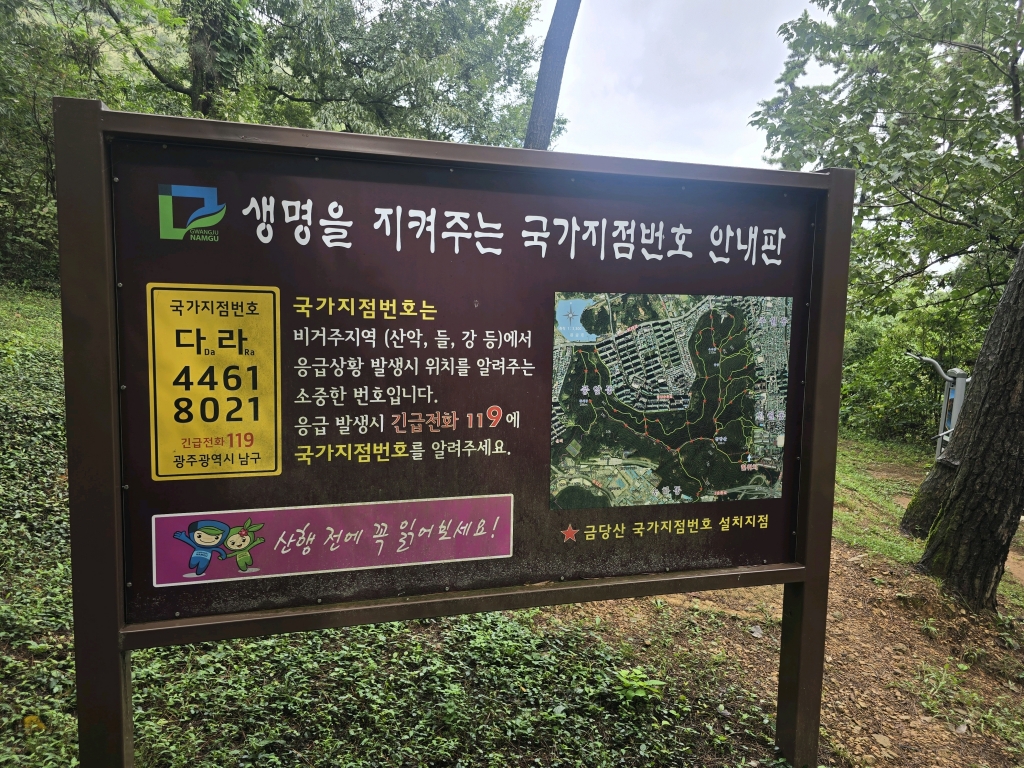 GWANGJU
NAMGU
생명을 지켜주는 국가지점번호 안내판
국가지점번호
다 라
Da Ra
4461
8021
긴급전화 119
광주광역시 남구
국가지점번호는
비거주지역 (산악, 들, 강 등)에서
응급상황 발생시 위치를 알려주는
소중한 번호입니다.
응급 발생시 긴급전화 119에
국가지점번호를 알려주세요.
산행 전에 꼭 읽어보세요!
★ 금당산 국가지점번호 설치지점